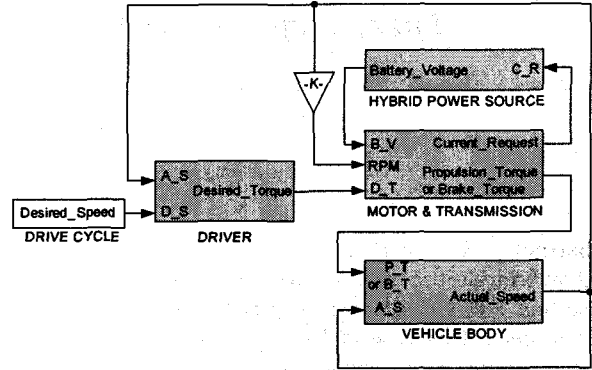 -K-
Battery_Voltage
C_R
HYBRID POWER SOURCE
B_V
Current_Request
RPM
Propulsion_Torque
D_T
or Brake_Torque
MOTOR & TRANSMISSION
A_S
Desired_Torque
D_S
DRIVER
Desired_Speed
DRIVE CYCLE
P_T
or B_T
A_S
Actual_Speed
VEHICLE BODY